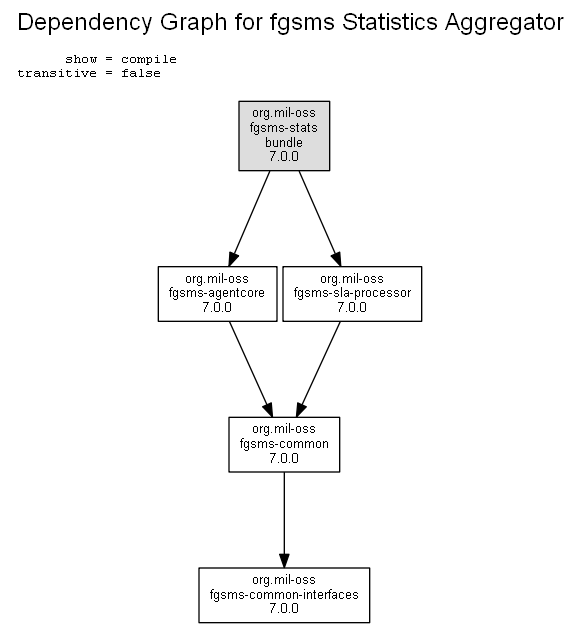 Dependency Graph for fgsms Statistics Aggregator
show = compile
transitive = false
org.mil-oss
fgsms-stats
bundle
7.0.0
org.mil-oss
fgsms-agentcore
7.0.0
org.mil-oss
fgsms-sla-processor
7.0.0
org.mil-oss
fgsms-common
7.0.0
org.mil-oss
fgsms-common-interfaces
7.0.0